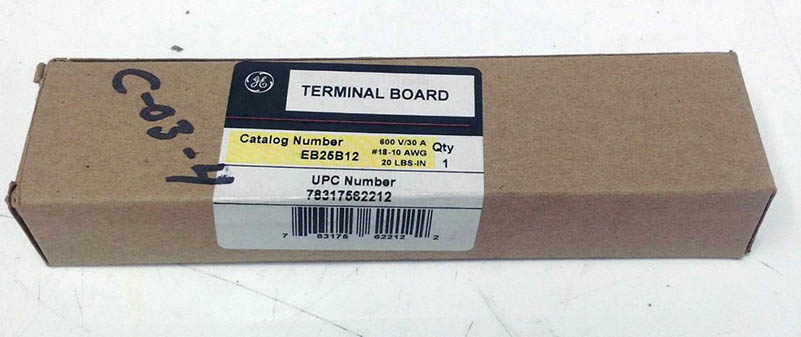 C-03-4
GE
TERMINAL BOARD
Catalog Number 600 V/30 A Qty
EB25B12 #18-10 AWG 1
20 LBS-IN
UPC Number
78317562212
7 83175 62212 2